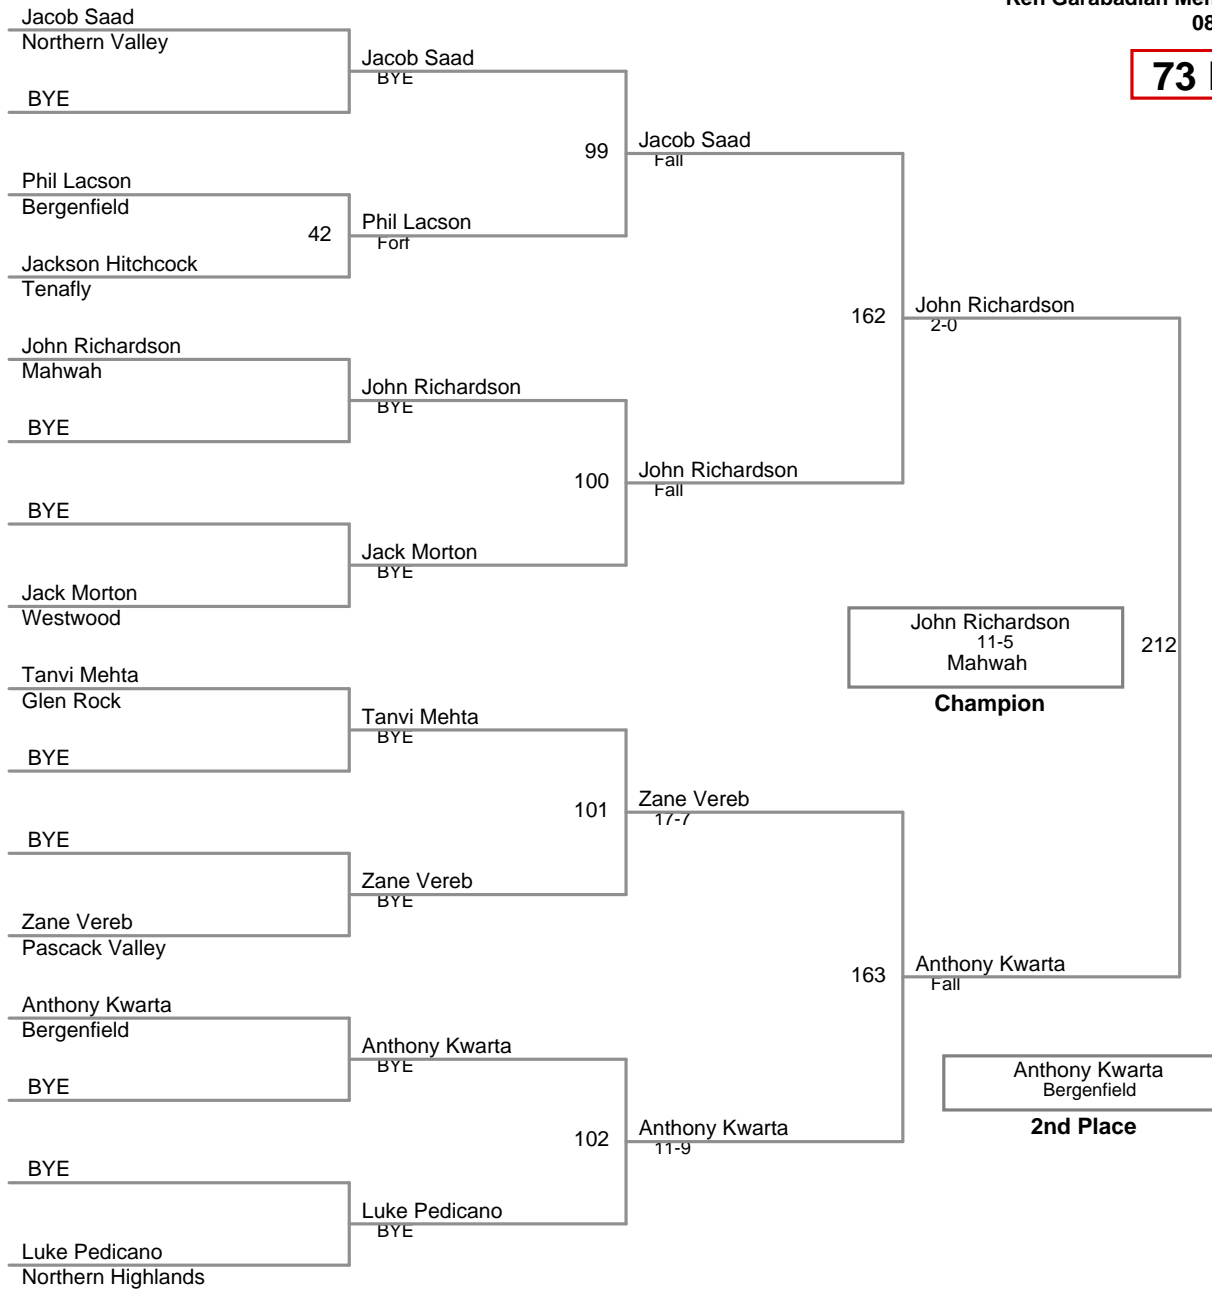 Jacob Saad
Northern Valley
BYE
Phil Lacson
Bergenfield
42
Jackson Hitchcock
Tenafly
John Richardson
Mahwah
BYE
BYE
Jack Morton
Westwood
Tanvi Mehta
Glen Rock
BYE
BYE
Zane Vereb
Pascack Valley
Anthony Kwarta
Bergenfield
BYE
BYE
Luke Pedicano
Northern Highlands
Jacob Saad
BYE
99
Phil Lacson
Forf
John Richardson
BYE
100
Jack Morton
BYE
Tanvi Mehta
BYE
101
Zane Vereb
BYE
Anthony Kwarta
BYE
102
Luke Pedicano
BYE
Jacob Saad
Fall
162
John Richardson
Fall
Zane Vereb
17-7
163
Anthony Kwarta
11-9
Ken Garabadian
08
73
John Richardson
2-0
212
John Richardson
11-5
Mahwah
Champion
Anthony Kwarta
Fall
Anthony Kwarta
Bergenfield
2nd Place